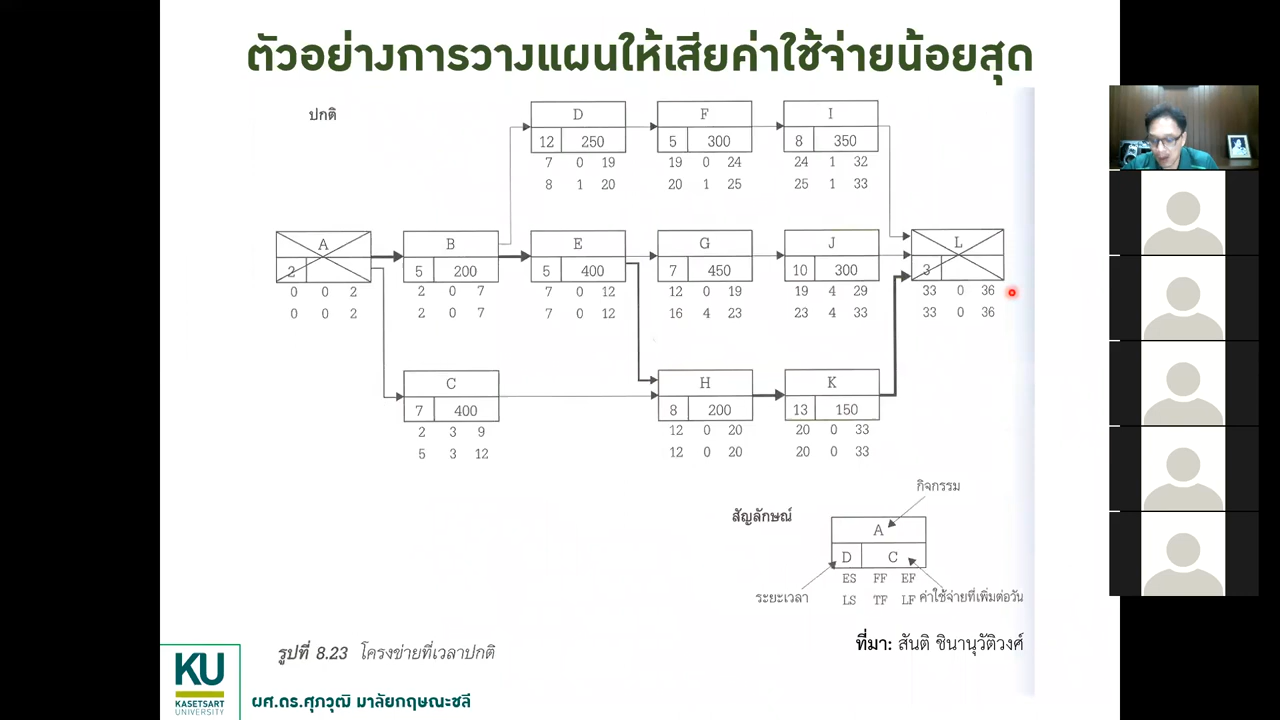 ตัวอย่างการวางแผนให้เสียค่าใช้จ่ายน้อยสุด
ปกติ
D
12 250
7 0 19
8 1 20
F
5 300
19 0 24
20 1 25
I
8 350
24 1 32
25 1 33
A
2
0 0 2
0 0 2
B
5 200
2 0 7
2 0 7
E
5 400
7 0 12
7 0 12
G
7 450
12 0 19
16 4 23
J
10 300
19 4 29
23 4 33
L
3
33 0 36
33 0 36
C
7 400
2 3 9
5 3 12
H
8 200
12 0 20
12 0 20
K
13 150
20 0 33
20 0 33
กิจกรรม
สัญลักษณ์
A
D C
ES FF EF
LS TF LF
ระยะเวลา
ค่าใช้จ่ายที่เพิ่มต่อวัน
ที่มา: สันติ ชินานุวัติวงศ์
รูปที่ 8.23 โครงข่ายที่เวลาปกติ
KU
KASETSART
UNIVERSITY
ผศ.ดร.ศุภวุฒิ มาลัยกฤษณะชลี